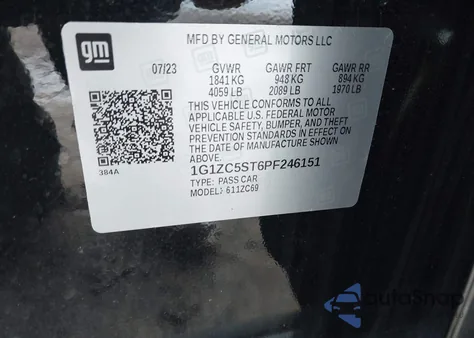 gm
MFD BY GENERAL MOTORS LLC
07/23 GVWR GAWR FRT GAWR RR
1841 KG 948 KG 894 KG
4059 LB 2089 LB 1970 LB
THIS VEHICLE CONFORMS TO ALL
APPLICABLE U.S. FEDERAL MOTOR
VEHICLE SAFETY, BUMPER, AND THEFT
PREVENTION STANDARDS IN EFFECT ON
THE DATE OF MANUFACTURE SHOWN ABOVE.
384A
1G1ZC5ST6PF246151
TYPE: PASS CAR
MODEL: 611ZC69
AutoSnap